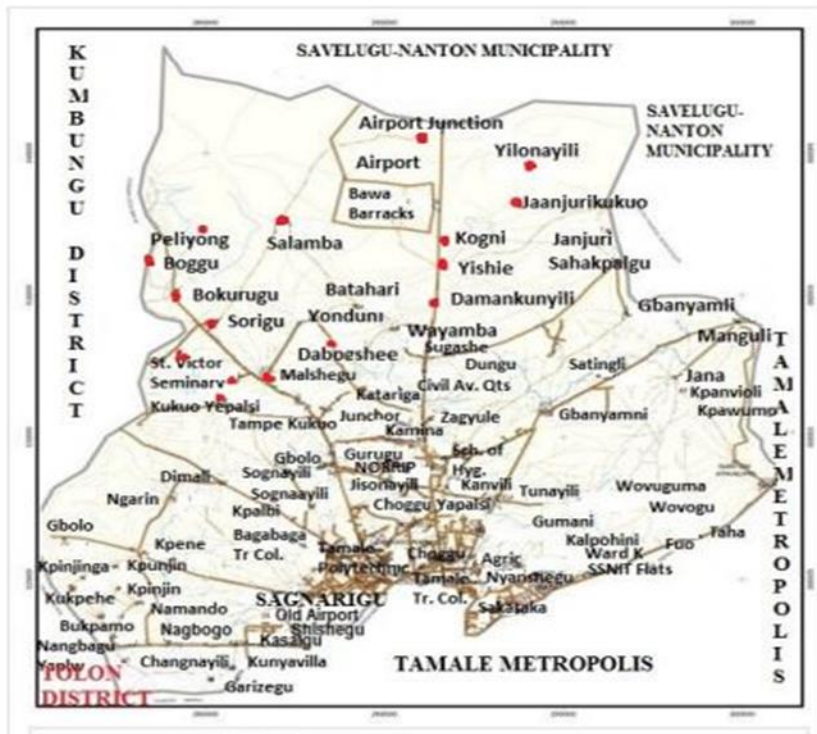 SAVELUGU-NANTON MUNICIPALITY
KUMBUNGU DISTRICT
SAVELUGU-
NANTON
MUNICIPALITY
Airport Junction
Yilonayili
Airport
Bawa
Barracks
Jaanjurikukuo
Peliyong
Salamba
Kogni
Janjuri
Boggu
Yishie
Sahakpalgu
Batahari
Bokurugu
Damankunyili
Gbanyamli
Yonduni
Sorigu
Wayamba
Manguli
Sugashe
Dabogshee
St. Victor
Seminary
Malshegu
Dungu
Satingli
Jana
Civil Av. Qts
Kpanvioli
Katariga
Kukuo Yepalsi
Junchor
Zagyule
Gbanyamni
Kpawumo
Tampe Kukuo
Kamina
TAMALE METROPOLIS
Gbolo
Gurugu
Sch. of
Hyg.
Sognayili
Dimali
Jisonayili
Kanvili
Tunayili
Wovuguma
Ngarin
Sognaayili
Choggu Yapalsi
Wovogu
Kpalbi
Gumani
Gbolo
Bagabaga
Tr Col.
Kalpohini
Taha
Kpene
Tamale
Polytechnic
Choggu
Agric
Ward K
Fuo
Kpinjinga
Kpunjin
SSNIT Flats
Tamale
Tr. Col.
Nyanshegu
Kpinjin
Kukpehe
SAGNARIGU
Sakasaka
Namando
Old Airport
Bukpamo
Nagbogo
Shishegu
Kasalgu
Nangbagu
Changnayili
Kunyavilla
TAMALE METROPOLIS
TOLON
DISTRICT
Garizegu